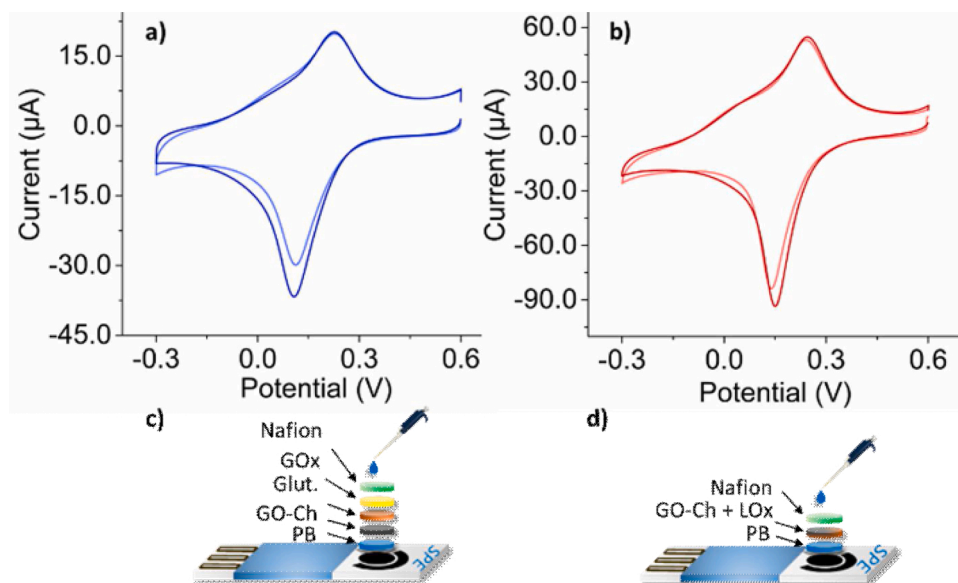 a)
15.0
0.0
-15.0
-30.0
-45.0
Current (µA)
-0.3
0.0
0.3
0.6
Potential (V)
b)
60.0
30.0
0.0
-30.0
-60.0
-90.0
Current (µA)
-0.3
0.0
0.3
0.6
Potential (V)
c)
Nafion
GOx
Glut.
GO-Ch
PB
SPE
d)
Nafion
GO-Ch + LOx
PB
SPE